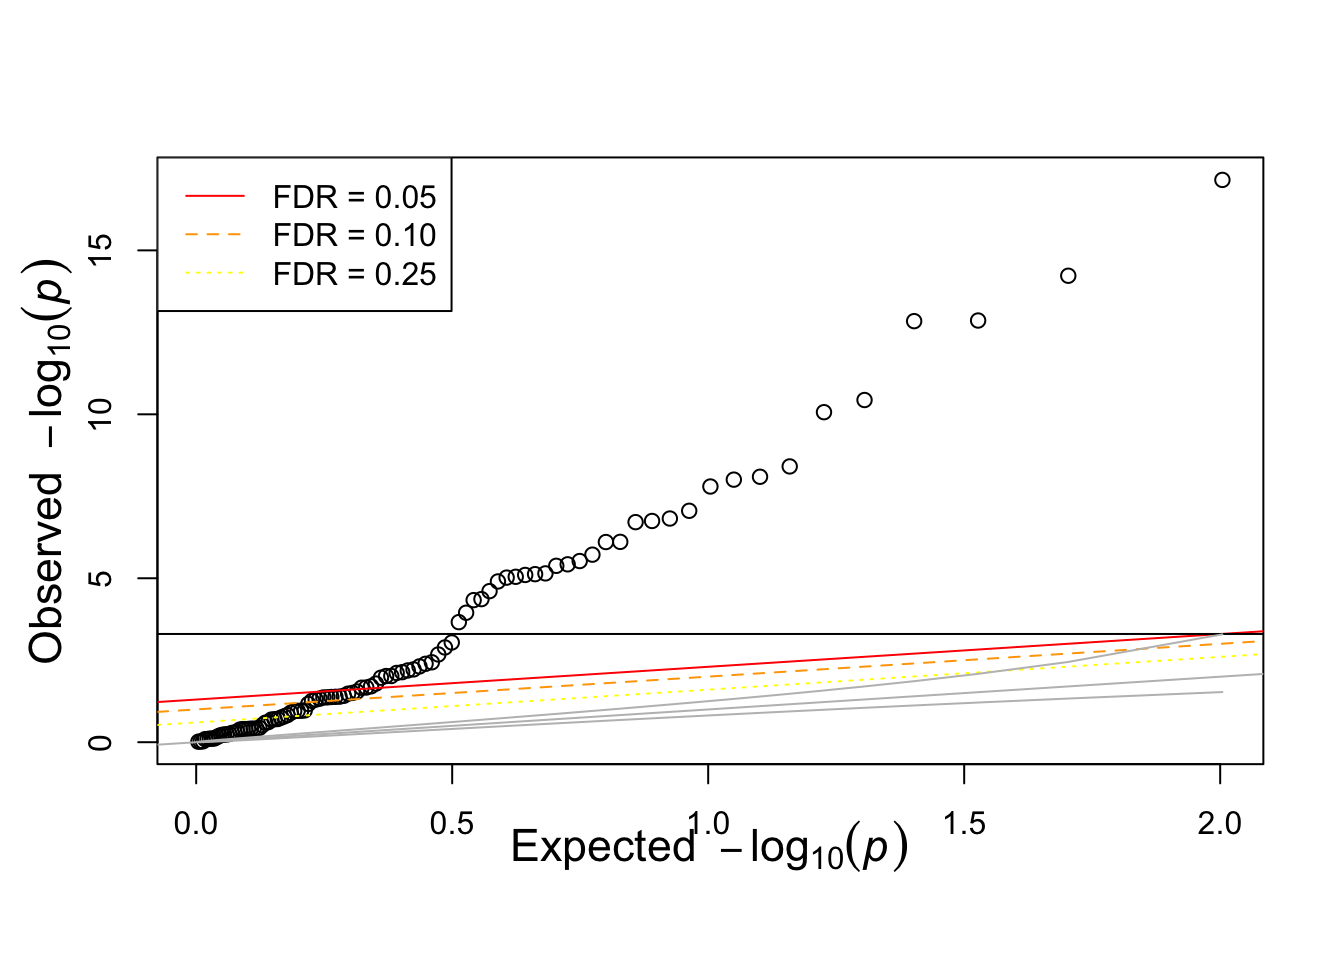 FDR = 0.05
FDR = 0.10
FDR = 0.25
Observed −log10(p)
15
10
5
0
0.0 0.5 1.0 1.5 2.0
Expected −log10(p)